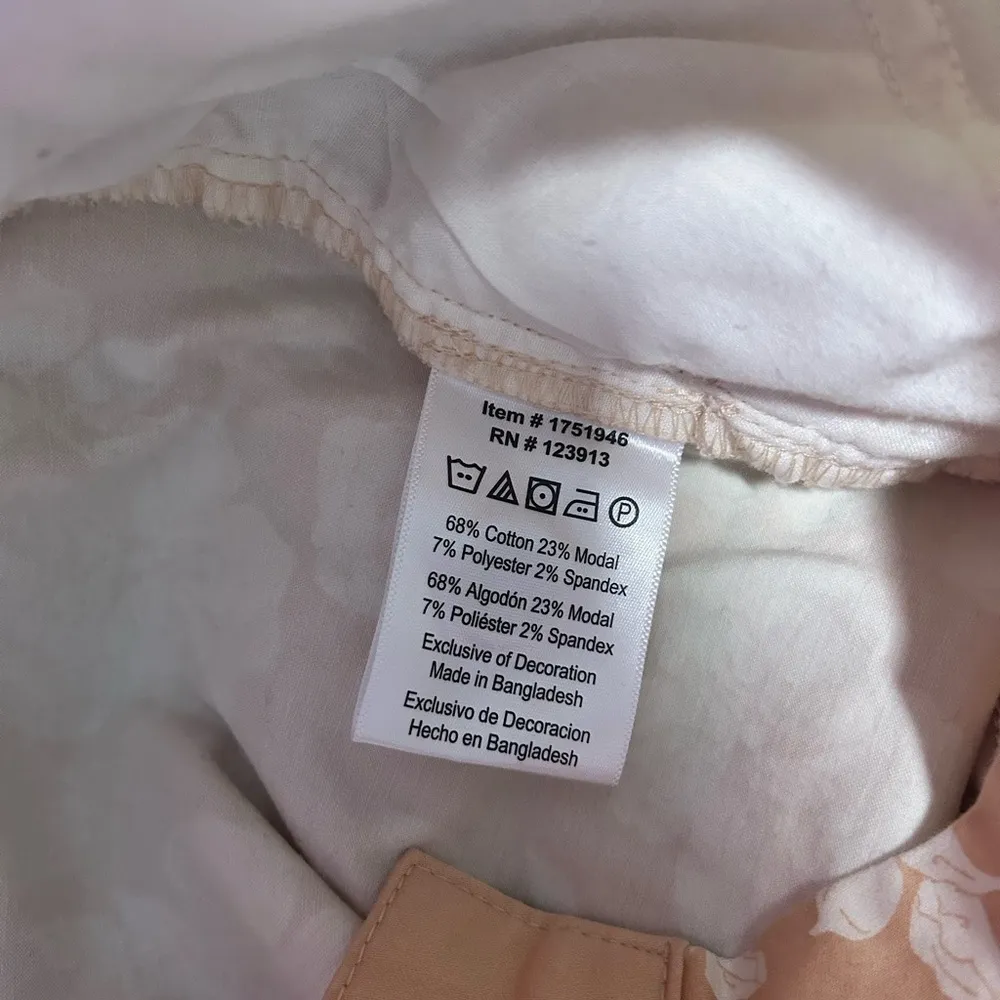 Item # 1751946
RN # 123913
P
68% Cotton 23% Modal
7% Polyester 2% Spandex
68% Algodón 23% Modal
7% Poliéster 2% Spandex
Exclusive of Decoration
Made in Bangladesh
Exclusivo de Decoracion
Hecho en Bangladesh